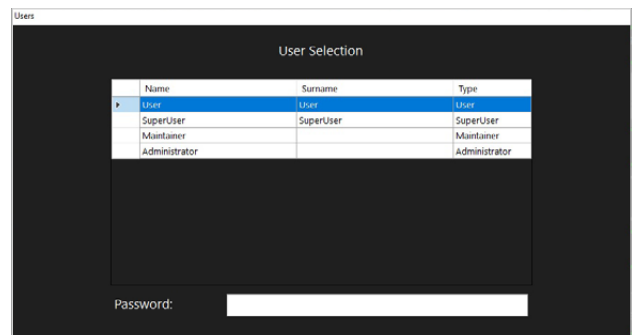 Users
User Selection
Name Surname Type
User User User
SuperUser SuperUser SuperUser
Maintainer Maintainer
Administrator Administrator
Password: